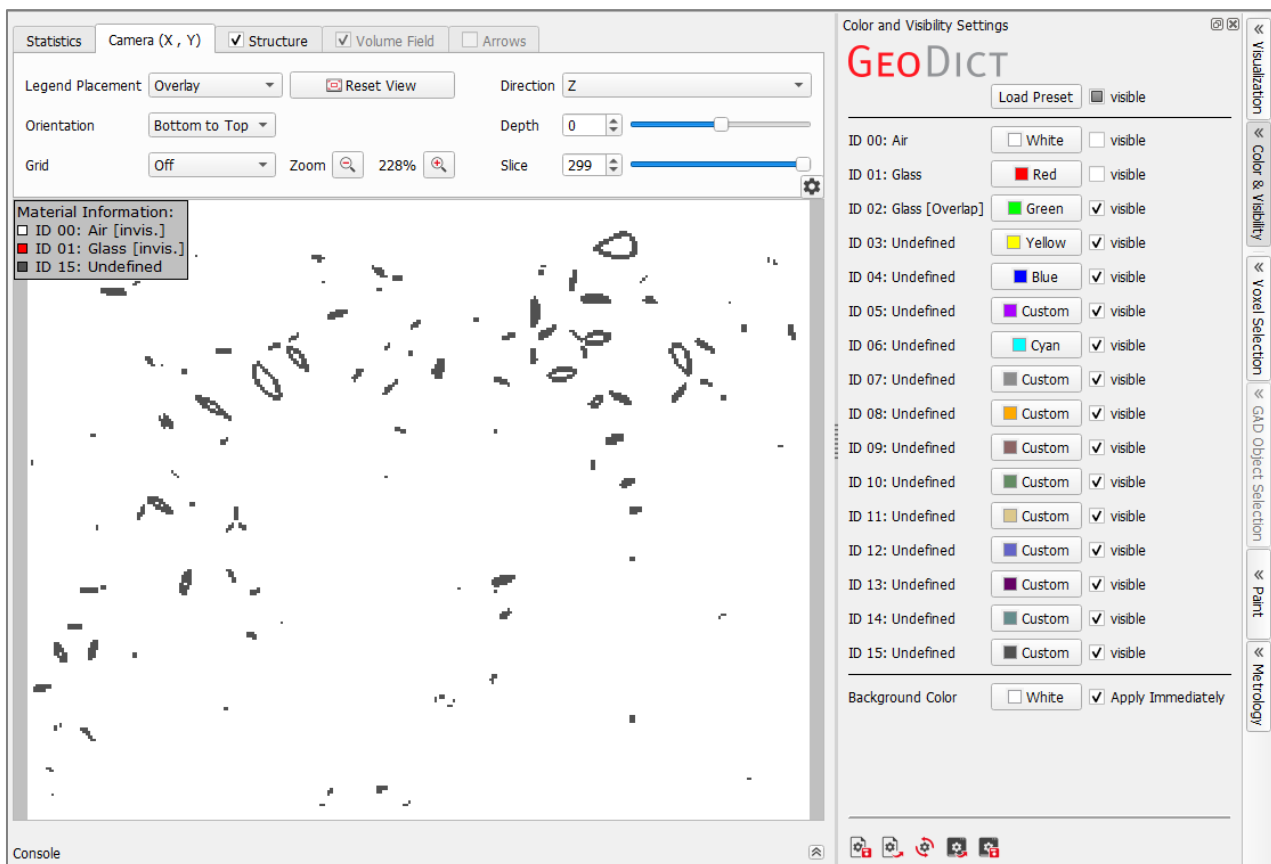 Statistics
Camera (X , Y)
Structure
Volume Field
Arrows
Legend Placement Overlay Reset View Direction Z
Orientation Bottom to Top Depth 0
Grid Off Zoom 228% Slice 299
Material Information:
ID 00: Air [invis.]
ID 01: Glass [invis.]
ID 15: Undefined
Console
Color and Visibility Settings
GEODICT
Load Preset visible
ID 00: Air White visible
ID 01: Glass Red visible
ID 02: Glass [Overlap] Green visible
ID 03: Undefined Yellow visible
ID 04: Undefined Blue visible
ID 05: Undefined Custom visible
ID 06: Undefined Cyan visible
ID 07: Undefined Custom visible
ID 08: Undefined Custom visible
ID 09: Undefined Custom visible
ID 10: Undefined Custom visible
ID 11: Undefined Custom visible
ID 12: Undefined Custom visible
ID 13: Undefined Custom visible
ID 14: Undefined Custom visible
ID 15: Undefined Custom visible
Background Color White Apply Immediately
Visualization
Color & Visibility
Voxel Selection
GAD Object Selection
Paint
Metrology